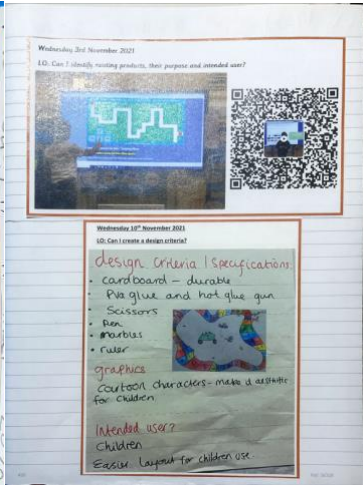 Wednesday 3rd November 2021
I.O. Can I identify existing products, their purpose and intended user?
Wednesday 10th November 2021
LO: Can I create a design criteria?
design criteria / specifications
• cardboard - durable
• Pva glue and hot glue gun
• Scissors
• Pen
• marbles
• ruler
graphics
Cartoon characters - makes it aesthetic
for children
Intended user?
Children
Easier layout for children use